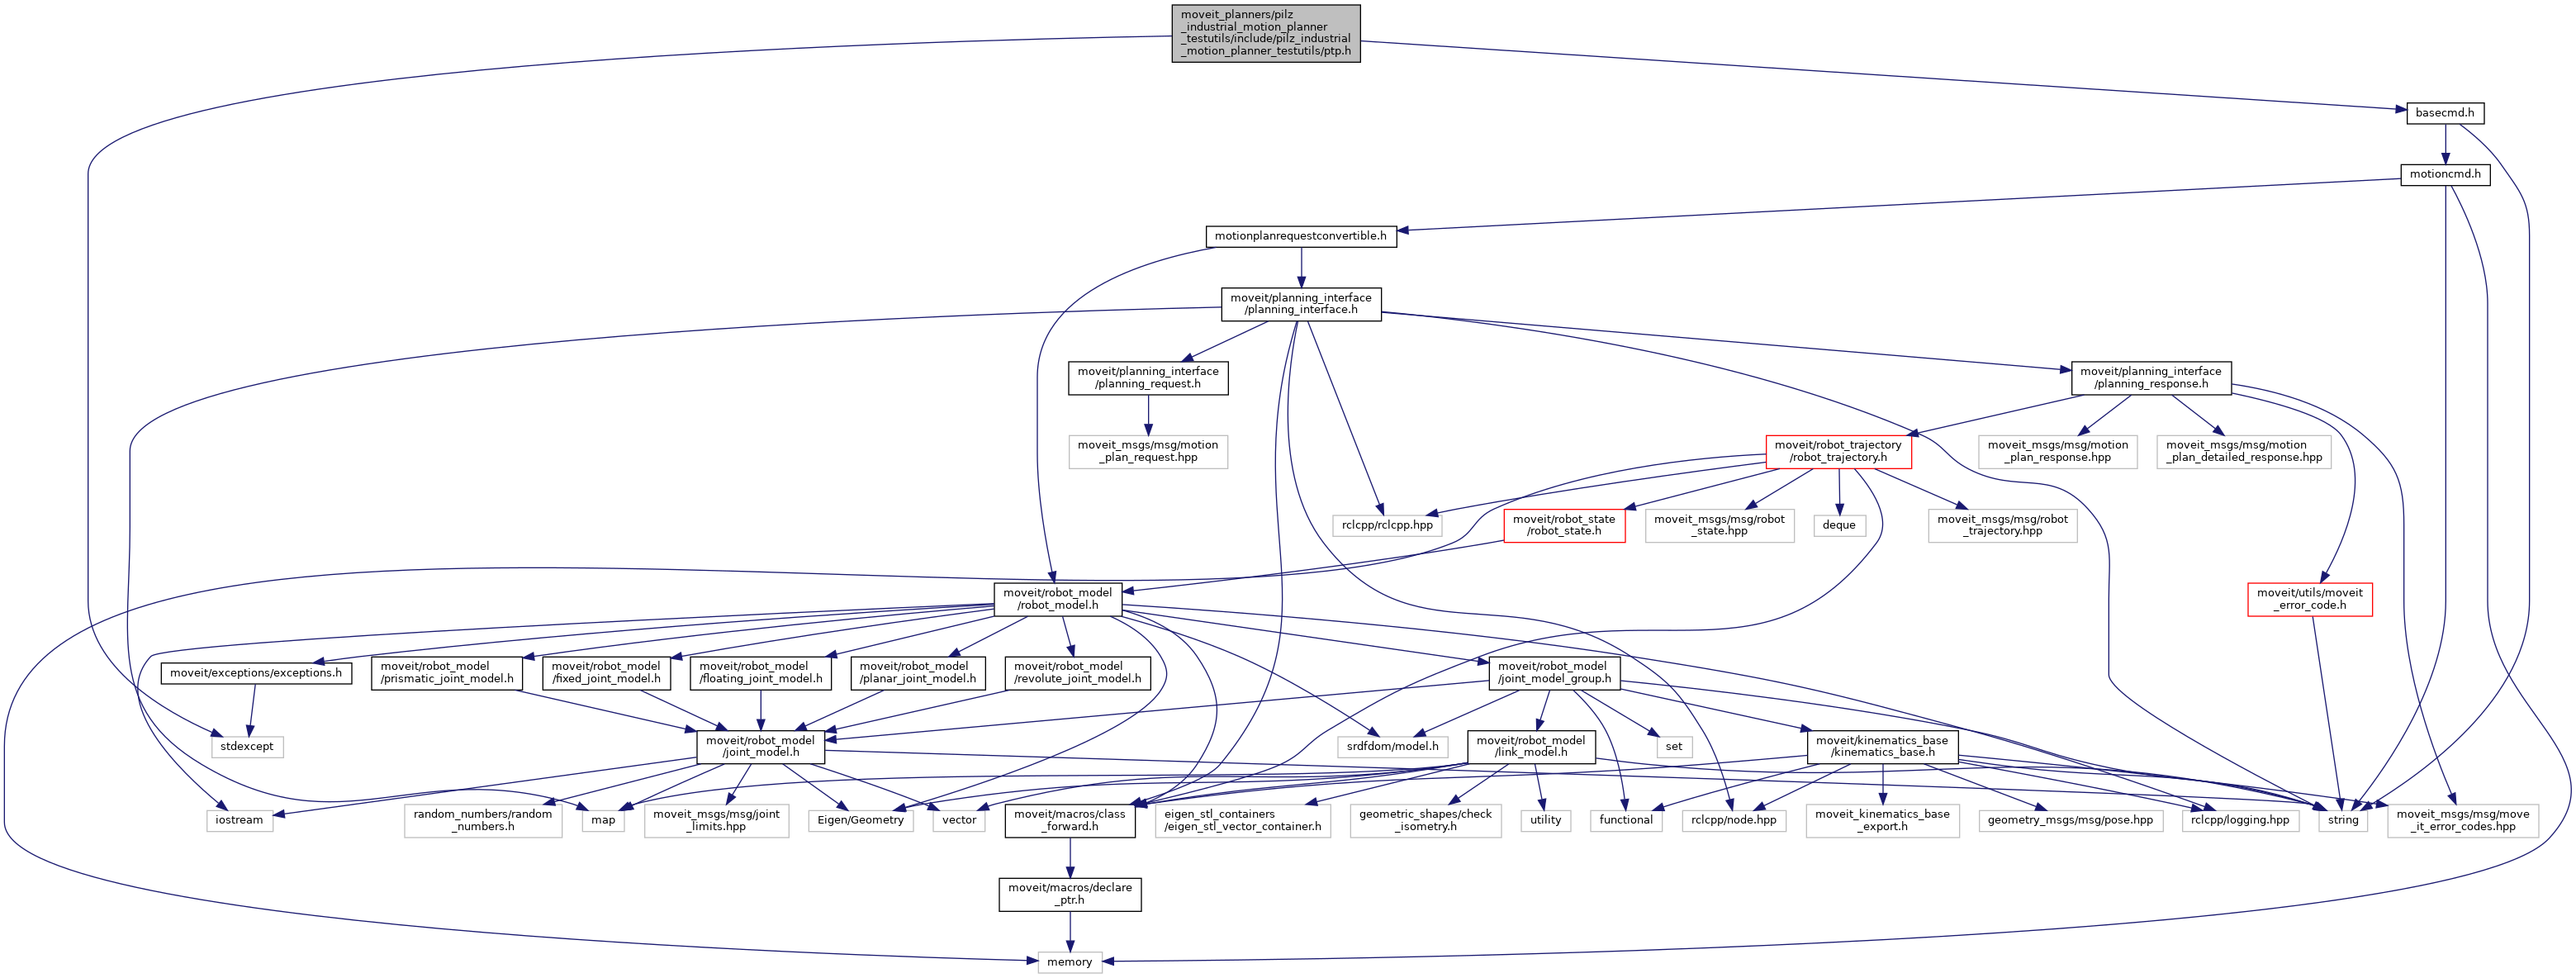 moveit_planners/pilz
_industrial_motion_planner
_testutils/include/pilz_industrial
_motion_planner_testutils/ptp.h
basecmd.h
motioncmd.h
motionplanrequestconvertible.h
moveit/planning_interface
/planning_interface.h
moveit/planning_interface
/planning_request.h
moveit/planning_interface
/planning_response.h
moveit_msgs/msg/motion
_plan_request.hpp
moveit/robot_trajectory
/robot_trajectory.h
moveit_msgs/msg/motion
_plan_response.hpp
moveit_msgs/msg/motion
_plan_detailed_response.hpp
rclcpp/rclcpp.hpp
moveit/robot_state
/robot_state.h
moveit_msgs/msg/robot
_state.hpp
deque
moveit_msgs/msg/robot
_trajectory.hpp
moveit/robot_model
/robot_model.h
moveit/utils/moveit
_error_code.h
moveit/exceptions/exceptions.h
moveit/robot_model
/prismatic_joint_model.h
moveit/robot_model
/fixed_joint_model.h
moveit/robot_model
/floating_joint_model.h
moveit/robot_model
/planar_joint_model.h
moveit/robot_model
/revolute_joint_model.h
moveit/robot_model
/joint_model_group.h
stdexcept
moveit/robot_model
/joint_model.h
srdfdom/model.h
moveit/robot_model
/link_model.h
set
moveit/kinematics_base
/kinematics_base.h
iostream
random_numbers/random
_numbers.h
map
moveit_msgs/msg/joint
_limits.hpp
Eigen/Geometry
vector
moveit/macros/class
_forward.h
eigen_stl_containers
/eigen_stl_vector_container.h
geometric_shapes/check
_isometry.h
utility
functional
rclcpp/node.hpp
moveit_kinematics_base
_export.h
geometry_msgs/msg/pose.hpp
rclcpp/logging.hpp
string
moveit_msgs/msg/move
_it_error_codes.hpp
moveit/macros/declare
_ptr.h
memory